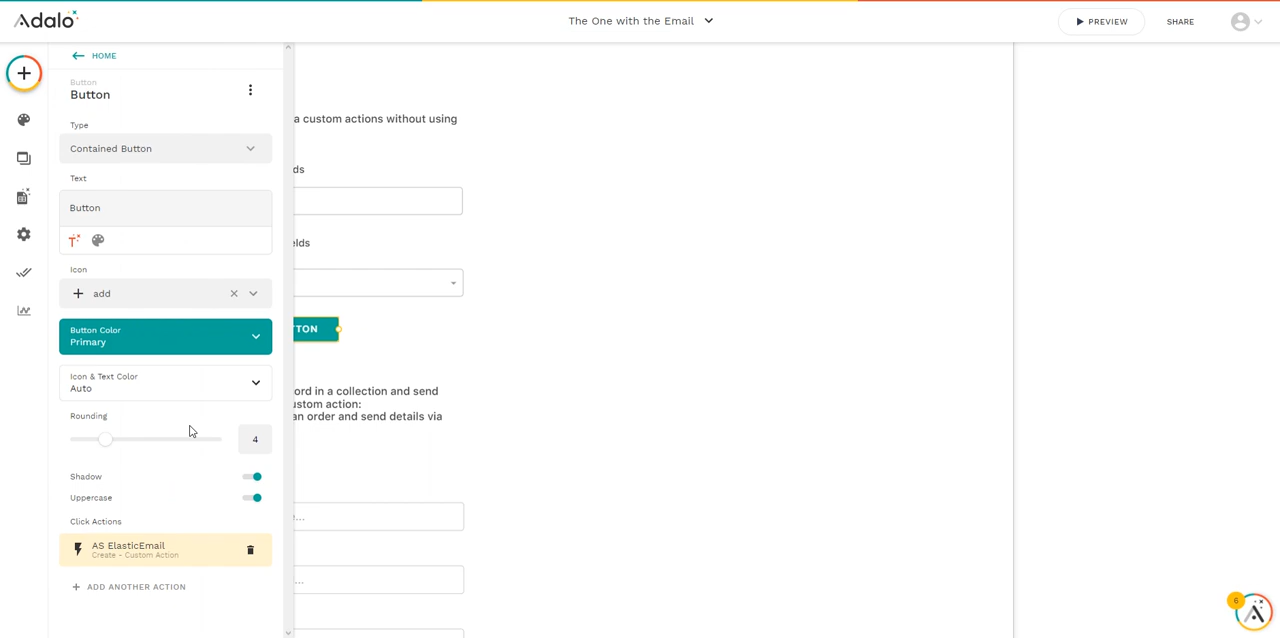 Adalo
The One with the Email
PREVIEW
SHARE
HOME
Button
Button
Type
Contained Button
Text
Button
Icon
add
Button Color
Primary
Icon & Text Color
Auto
Rounding
4
Shadow
Uppercase
Click Actions
AS ElasticEmail
Create - Custom Action
ADD ANOTHER ACTION
a custom actions without using
ds
elds
TON
ord in a collection and send
ustom action:
an order and send details via
e...
...
6